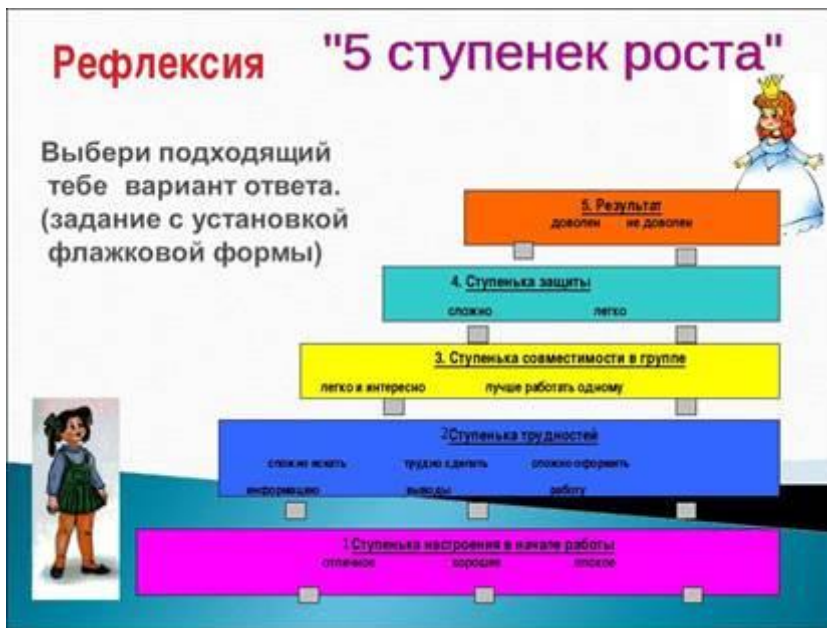 Рефлексия "5 ступенек роста"
Выбери подходящий
тебе вариант ответа.
(задание с установкой
флажковой формы)
5. Результат
доволен не доволен
4. Ступенька защиты
сложно легко
3. Ступенька совместимости в группе
легко и интересно лучше работать одному
2Ступенька трудностей
сложно искать трудно сделать сложно оформить
информацию выводы работу
1 Ступенька настроения в начале работы
отличное хорошее плохое